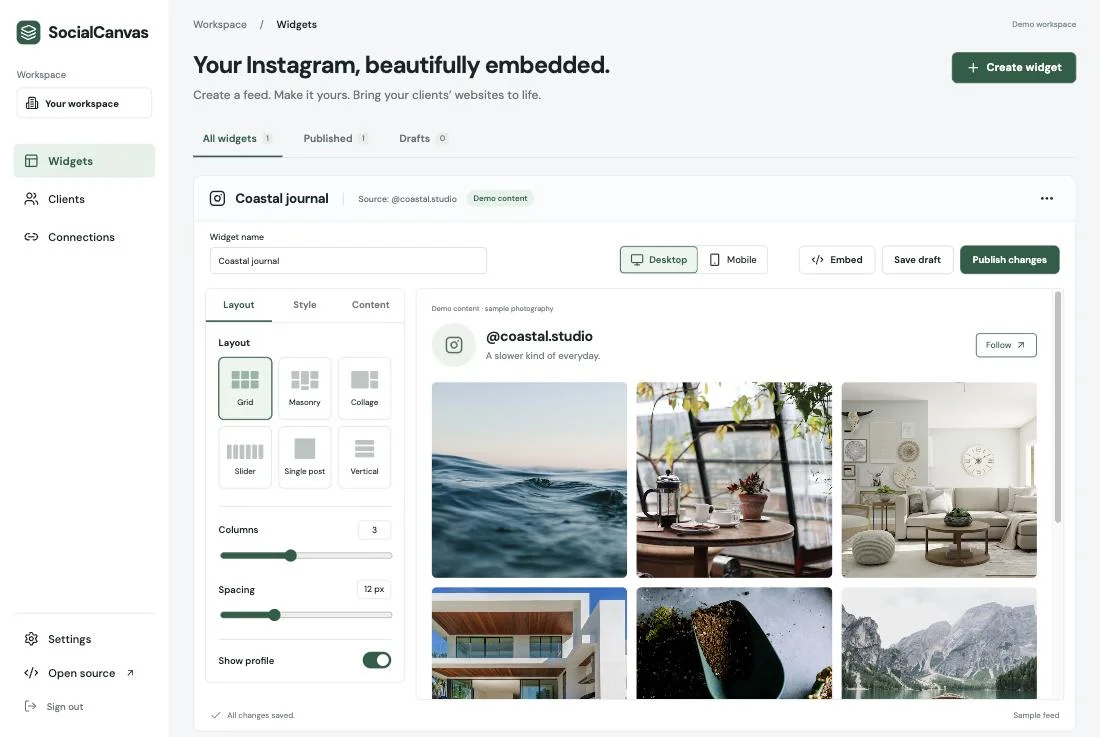 SocialCanvas
Workspace
Your workspace
Widgets
Clients
Connections
Settings
Open source ↗
Sign out
Workspace / Widgets
Demo workspace
Your Instagram, beautifully embedded.
Create a feed. Make it yours. Bring your clients’ websites to life.
+ Create widget
All widgets 1
Published 1
Drafts 0
Coastal journal
Source: @coastal.studio
Demo content
Widget name
Coastal journal
Desktop
Mobile
</> Embed
Save draft
Publish changes
Layout
Style
Content
Layout
Grid
Masonry
Collage
Slider
Single post
Vertical
Columns
3
Spacing
12 px
Show profile
Demo content · sample photography
@coastal.studio
A slower kind of everyday.
Follow ↗
All changes saved.
Sample feed